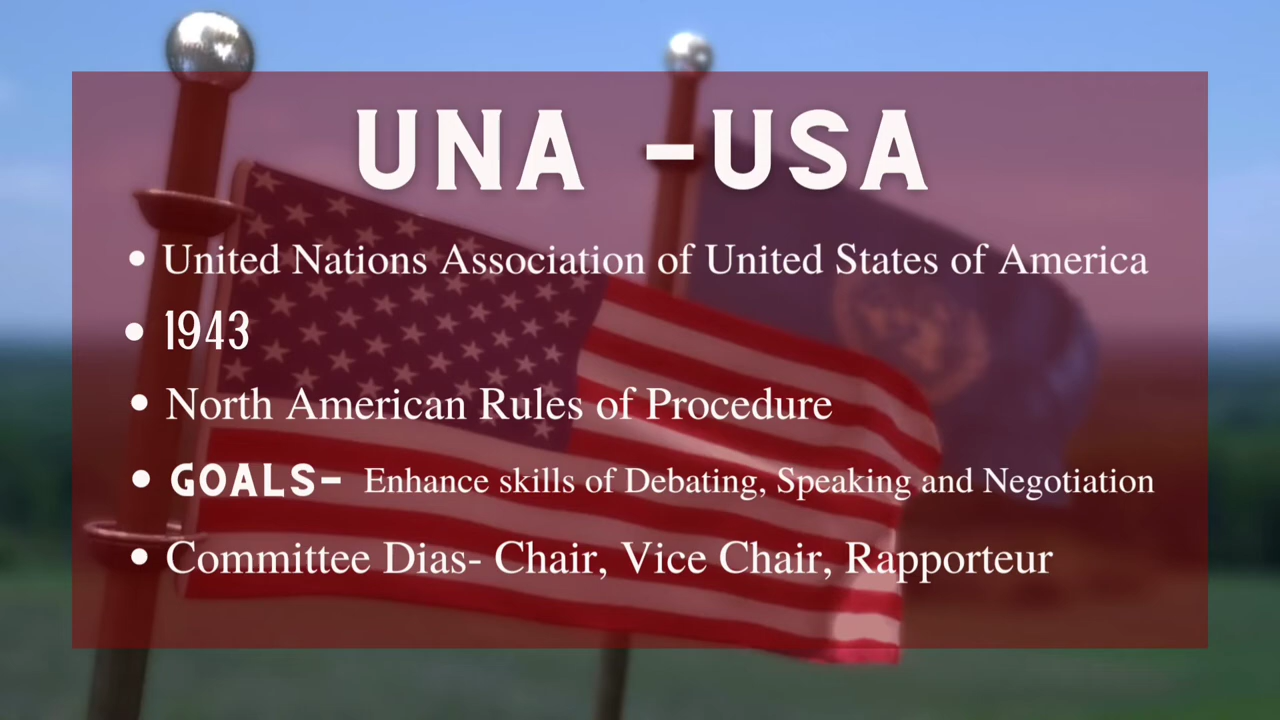 UNA -USA
• United Nations Association of United States of America
• 1943
• North American Rules of Procedure
• GOALS- Enhance skills of Debating, Speaking and Negotiation
• Committee Dias- Chair, Vice Chair, Rapporteur